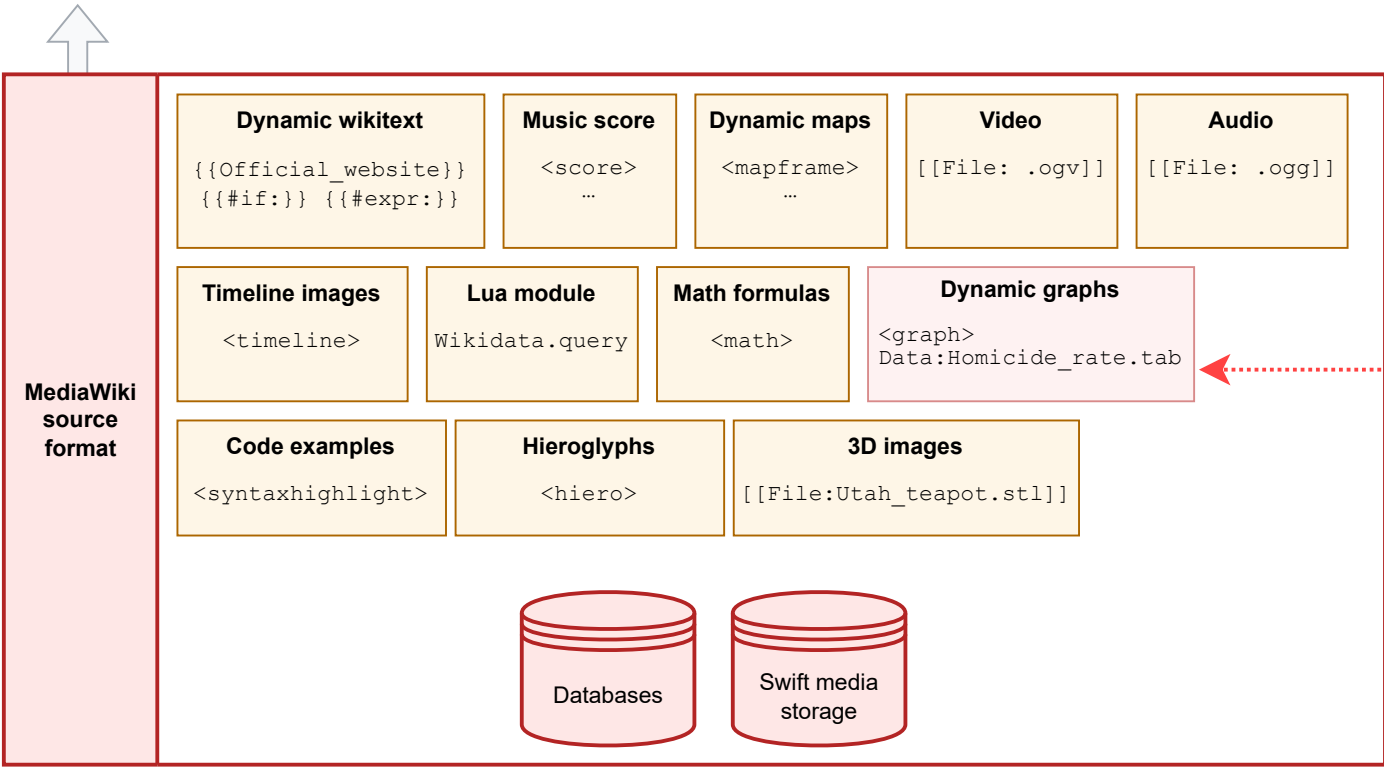 Dynamic wikitext
{{Official_website}}
{{#if:}} {{#expr:}}
Music score
<score>
…
Dynamic maps
<mapframe>
…
Video
[[File: .ogv]]
Audio
[[File: .ogg]]
MediaWiki
source
format
Timeline images
<timeline>
Lua module
Wikidata.query
Math formulas
<math>
Dynamic graphs
<graph>
Data:Homicide_rate.tab
Code examples
<syntaxhighlight>
Hieroglyphs
<hiero>
3D images
[[File:Utah_teapot.stl]]
Databases
Swift media
storage